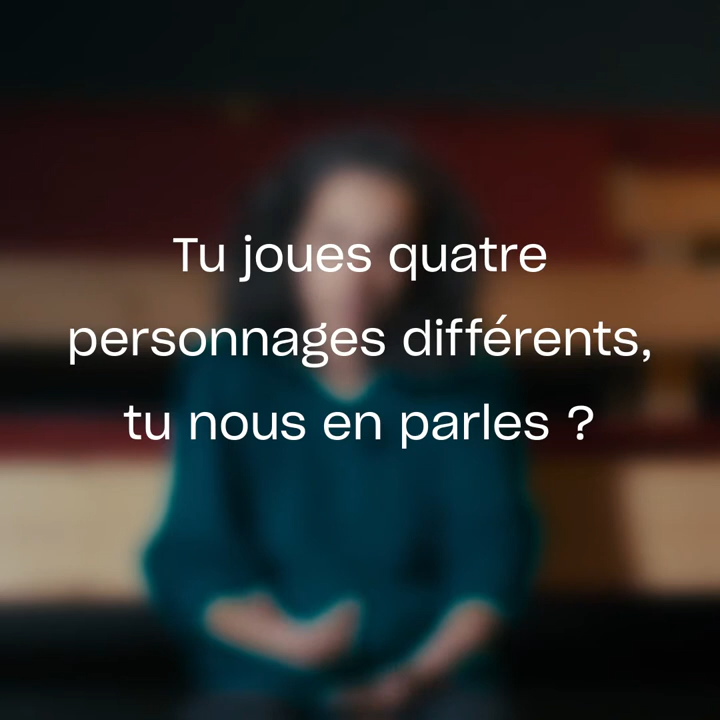 Tu joues quatre
personnages différents,
tu nous en parles ?